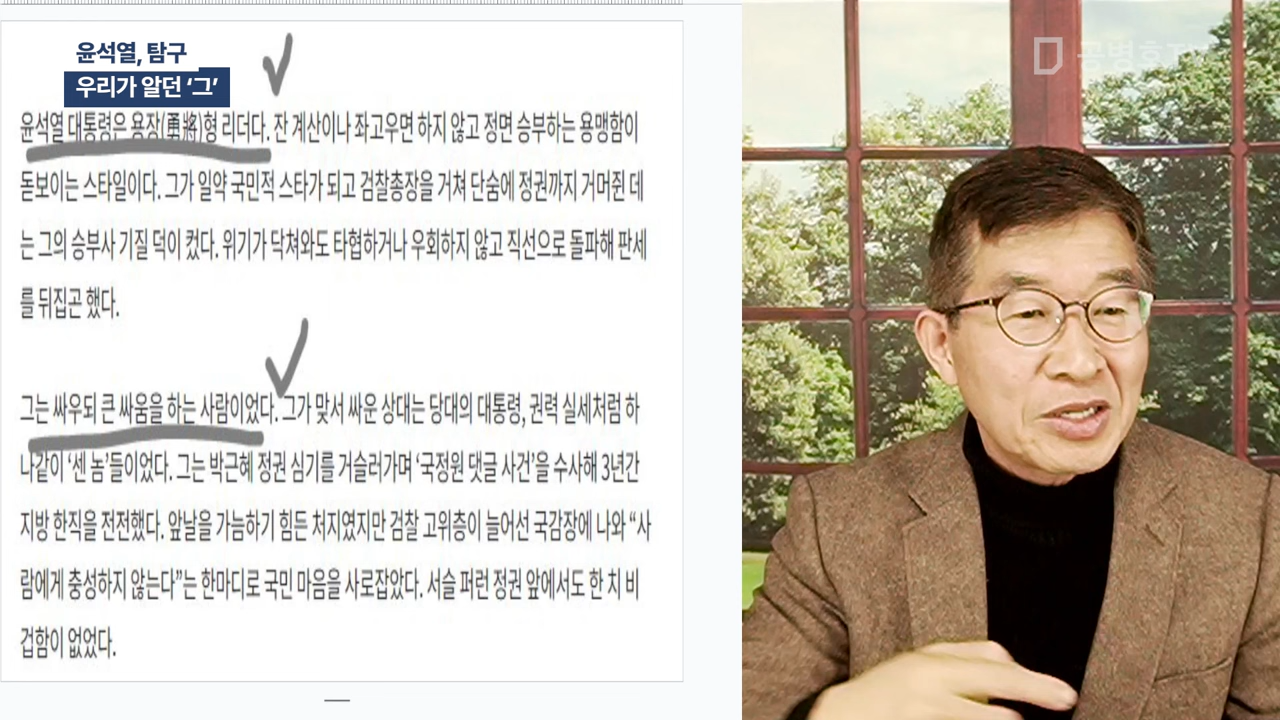 윤석열, 탐구
우리가 알던 ‘그’
공병호TV
윤석열 대통령은 용장(勇將)형 리더다. 잔 계산이나 좌고우면 하지 않고 정면 승부하는 용맹함이
돋보이는 스타일이다. 그가 일약 국민적 스타가 되고 검찰총장을 거쳐 단숨에 정권까지 거머쥔 데
는 그의 승부사 기질 덕이 컸다. 위기가 닥쳐와도 타협하거나 우회하지 않고 직선으로 돌파해 판세
를 뒤집곤 했다.
그는 싸우되 큰 싸움을 하는 사람이었다. 그가 맞서 싸운 상대는 당대의 대통령, 권력 실세처럼 하
나같이 ‘센 놈’들이었다. 그는 박근혜 정권 심기를 거슬러가며 ‘국정원 댓글 사건’을 수사해 3년간
지방 한직을 전전했다. 앞날을 가늠하기 힘든 처지였지만 검찰 고위층이 늘어선 국감장에 나와 “사
람에게 충성하지 않는다”는 한마디로 국민 마음을 사로잡았다. 서슬 퍼런 정권 앞에서도 한 치 비
겁함이 없었다.